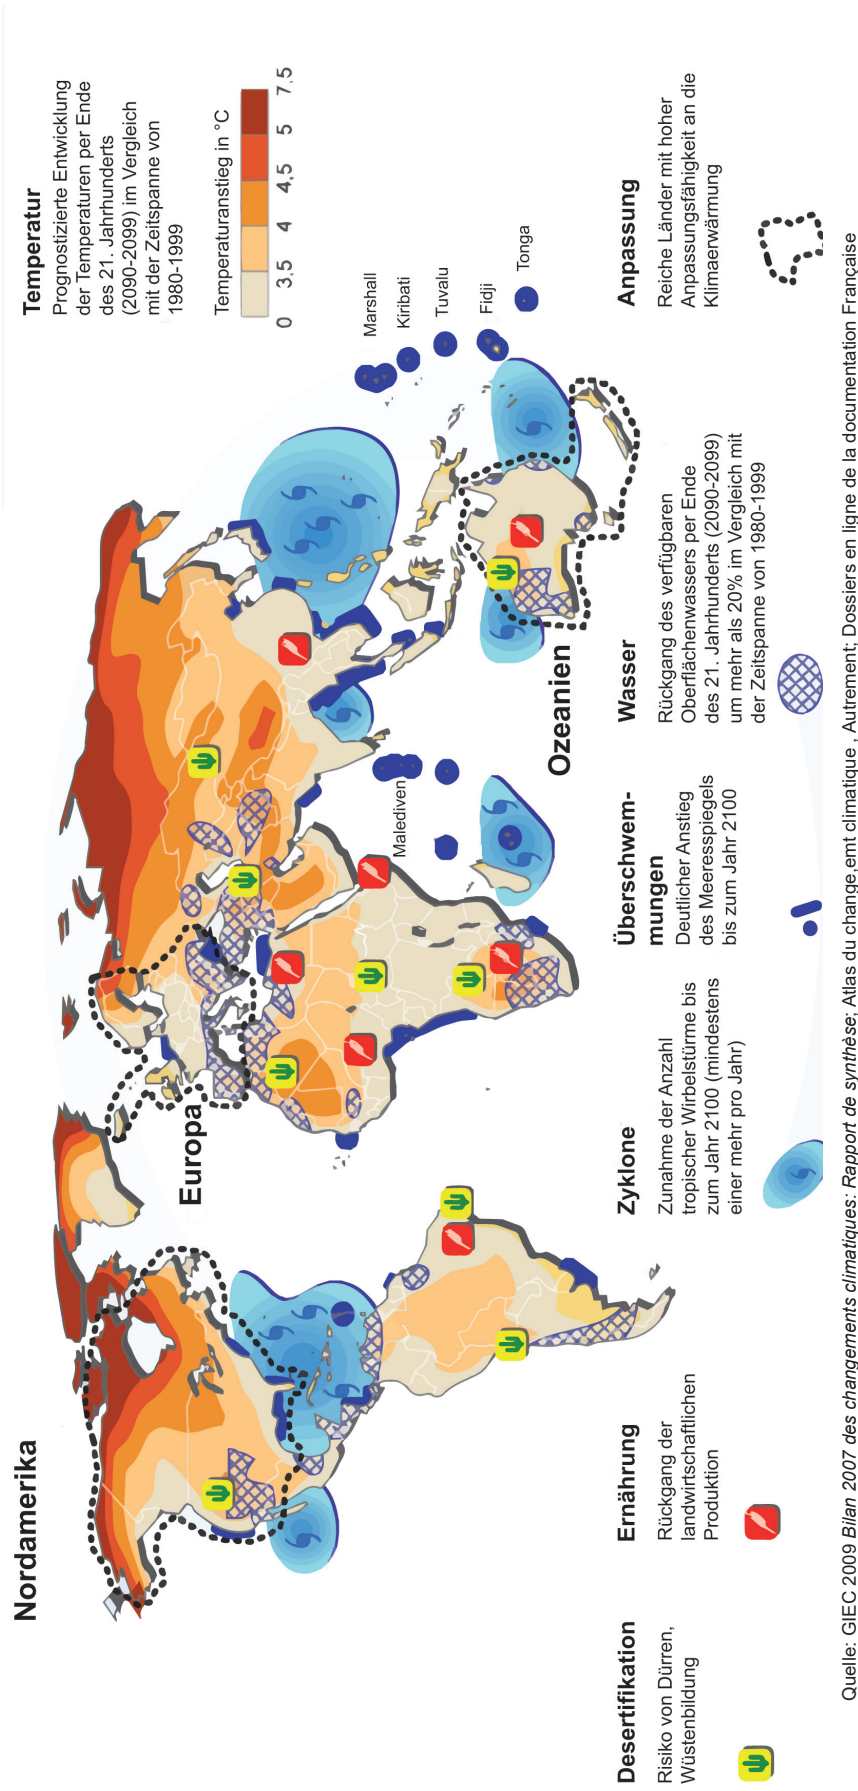 Nordamerika
Europa
Ozeanien
Malediven
Marshall
Kiribati
Tuvalu
Fidji
Tonga
Temperatur
Prognostizierte Entwicklung
der Temperaturen per Ende
des 21. Jahrhunderts
(2090-2099) im Vergleich
mit der Zeitspanne von
1980-1999
Temperaturanstieg in °C
0 3,5 4 4,5 5 7,5
Desertifikation
Risiko von Dürren,
Wüstenbildung
Ernährung
Rückgang der
landwirtschaftlichen
Produktion
Zyklone
Zunahme der Anzahl
tropischer Wirbelstürme bis
zum Jahr 2100 (mindestens
einer mehr pro Jahr)
Überschwem-
mungen
Deutlicher Anstieg
des Meeresspiegels
bis zum Jahr 2100
Wasser
Rückgang des verfügbaren
Oberflächenwassers per Ende
des 21. Jahrhunderts (2090-2099)
um mehr als 20% im Vergleich mit
der Zeitspanne von 1980-1999
Anpassung
Reiche Länder mit hoher
Anpassungsfähigkeit an die
Klimaerwärmung
Quelle: GIEC 2009 Bilan 2007 des changements climatiques: Rapport de synthèse; Atlas du change,emt climatique , Autrement; Dossiers en ligne de la documentation Française